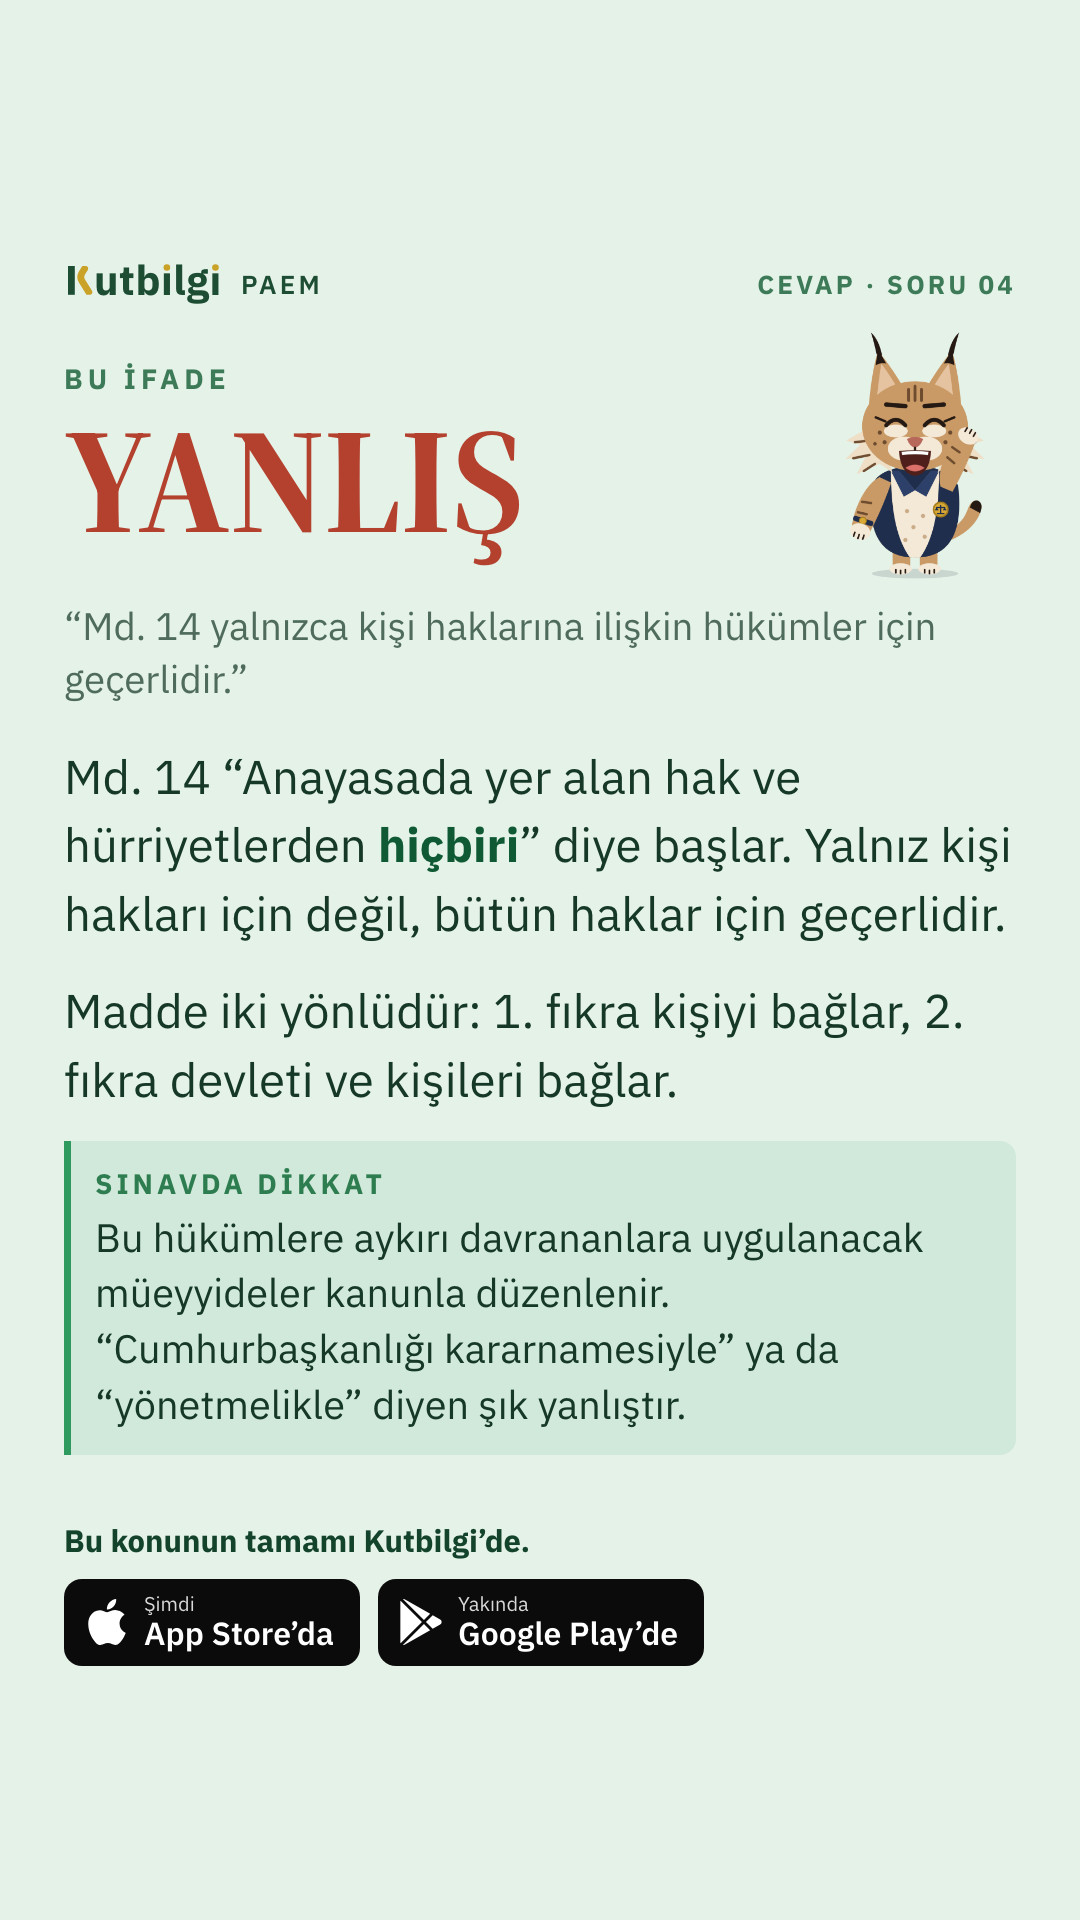 Kutbilgi PAEM
CEVAP · SORU 04
BU İFADE
YANLIŞ
“Md. 14 yalnızca kişi haklarına ilişkin hükümler için
geçerlidir.”
Md. 14 “Anayasada yer alan hak ve
hürriyetlerden hiçbiri” diye başlar. Yalnız kişi
hakları için değil, bütün haklar için geçerlidir.
Madde iki yönlüdür: 1. fıkra kişiyi bağlar, 2.
fıkra devleti ve kişileri bağlar.
SINAVDA DİKKAT
Bu hükümlere aykırı davrananlara uygulanacak
müeyyideler kanunla düzenlenir.
“Cumhurbaşkanlığı kararnamesiyle” ya da
“yönetmelikle” diyen şık yanlıştır.
Bu konunun tamamı Kutbilgi’de.
Şimdi
App Store’da
Yakında
Google Play’de